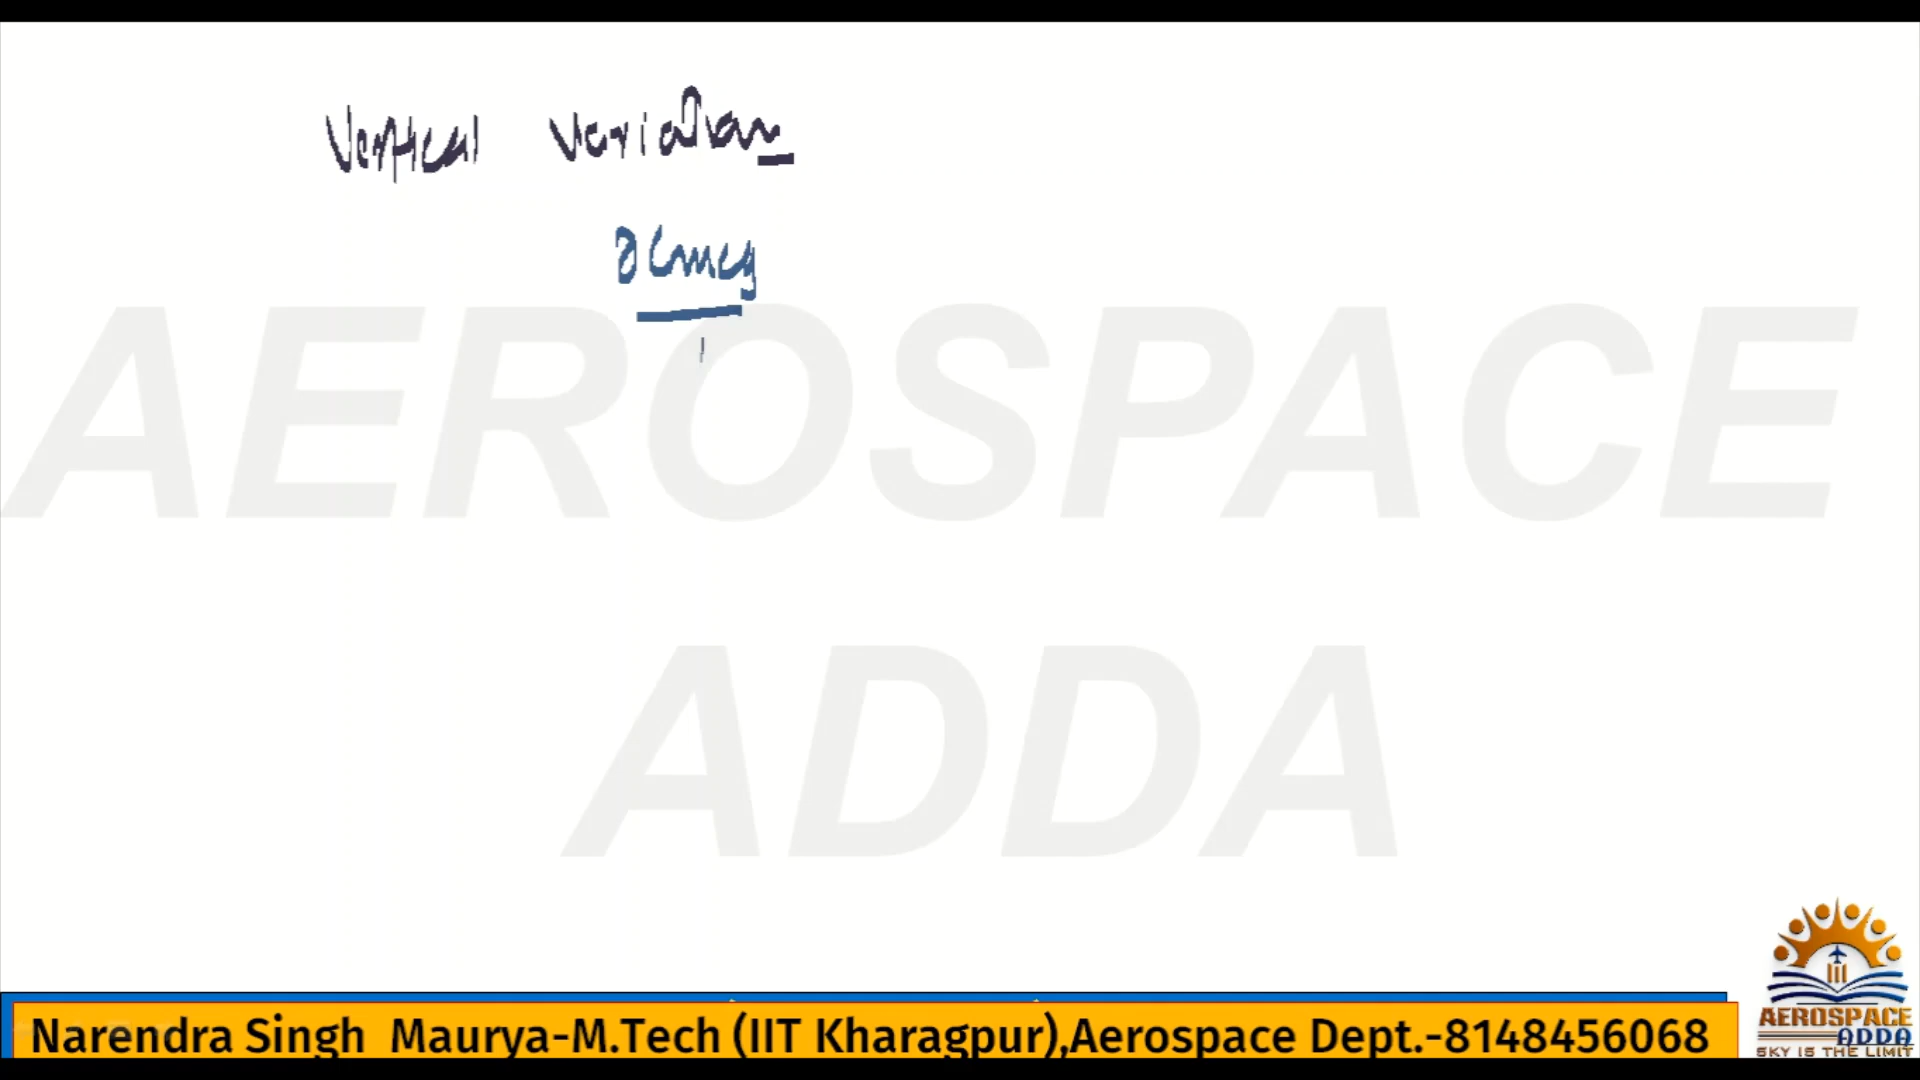 Vertical Variation
∂Cmcg
AEROSPACE
ADDA
Narendra Singh Maurya-M.Tech (IIT Kharagpur),Aerospace Dept.-8148456068
AEROSPACE
ADDA
SKY IS THE LIMIT